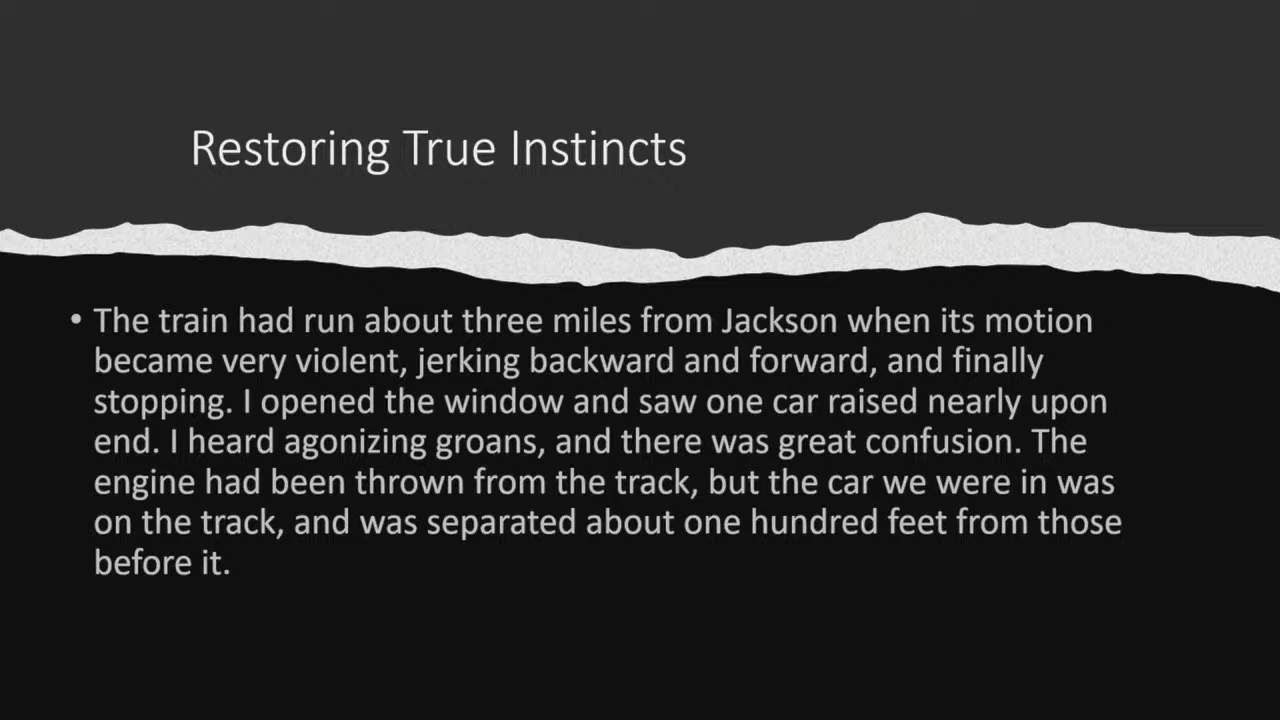 Restoring True Instincts
• The train had run about three miles from Jackson when its motion
became very violent, jerking backward and forward, and finally
stopping. I opened the window and saw one car raised nearly upon
end. I heard agonizing groans, and there was great confusion. The
engine had been thrown from the track, but the car we were in was
on the track, and was separated about one hundred feet from those
before it.